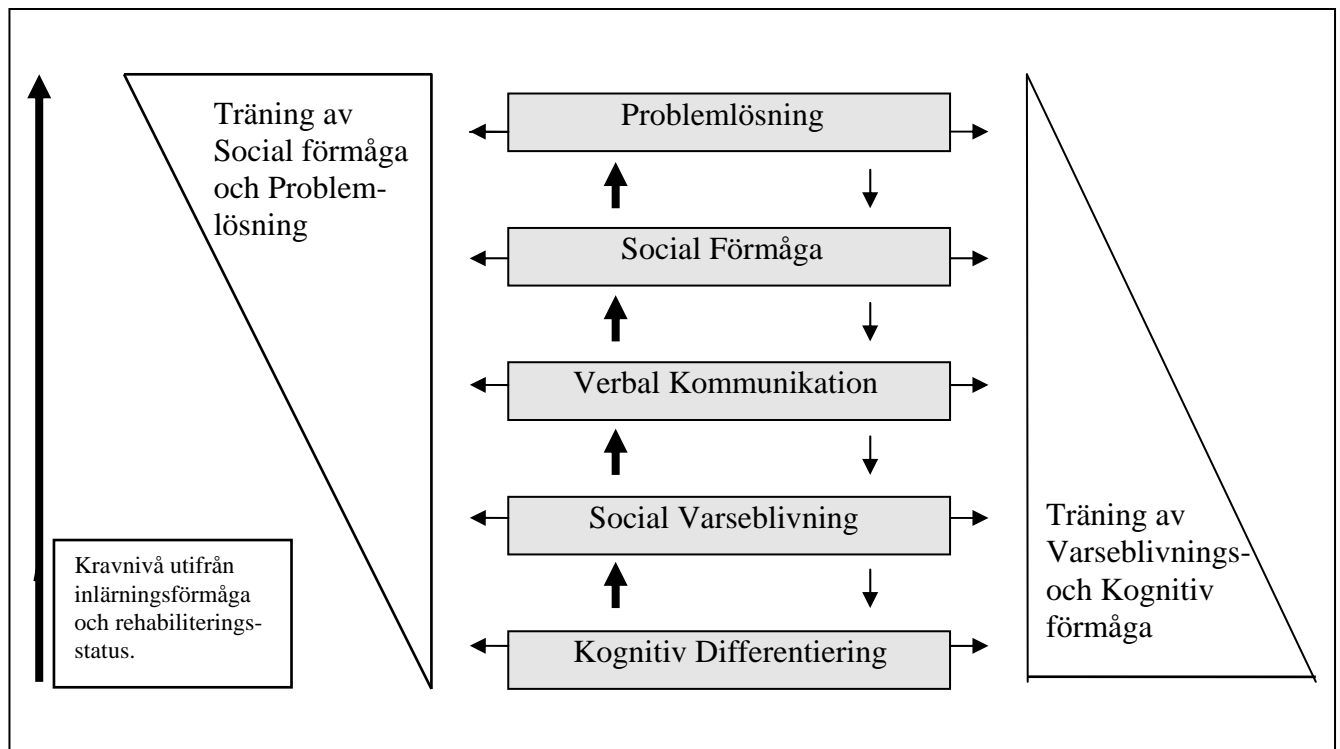 Träning av
Social förmåga
och Problem-
lösning
Problemlösning
Social Förmåga
Verbal Kommunikation
Social Varseblivning
Kognitiv Differentiering
Kravnivå utifrån
inlärningsförmåga
och rehabiliterings-
status.
Träning av
Varseblivnings-
och Kognitiv
förmåga